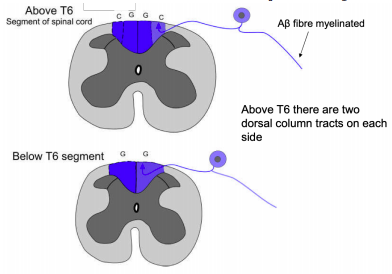 Above T6
Segment of spinal cord
C G G C
Aβ fibre myelinated
Above T6 there are two
dorsal column tracts on each
side
Below T6 segment
G G